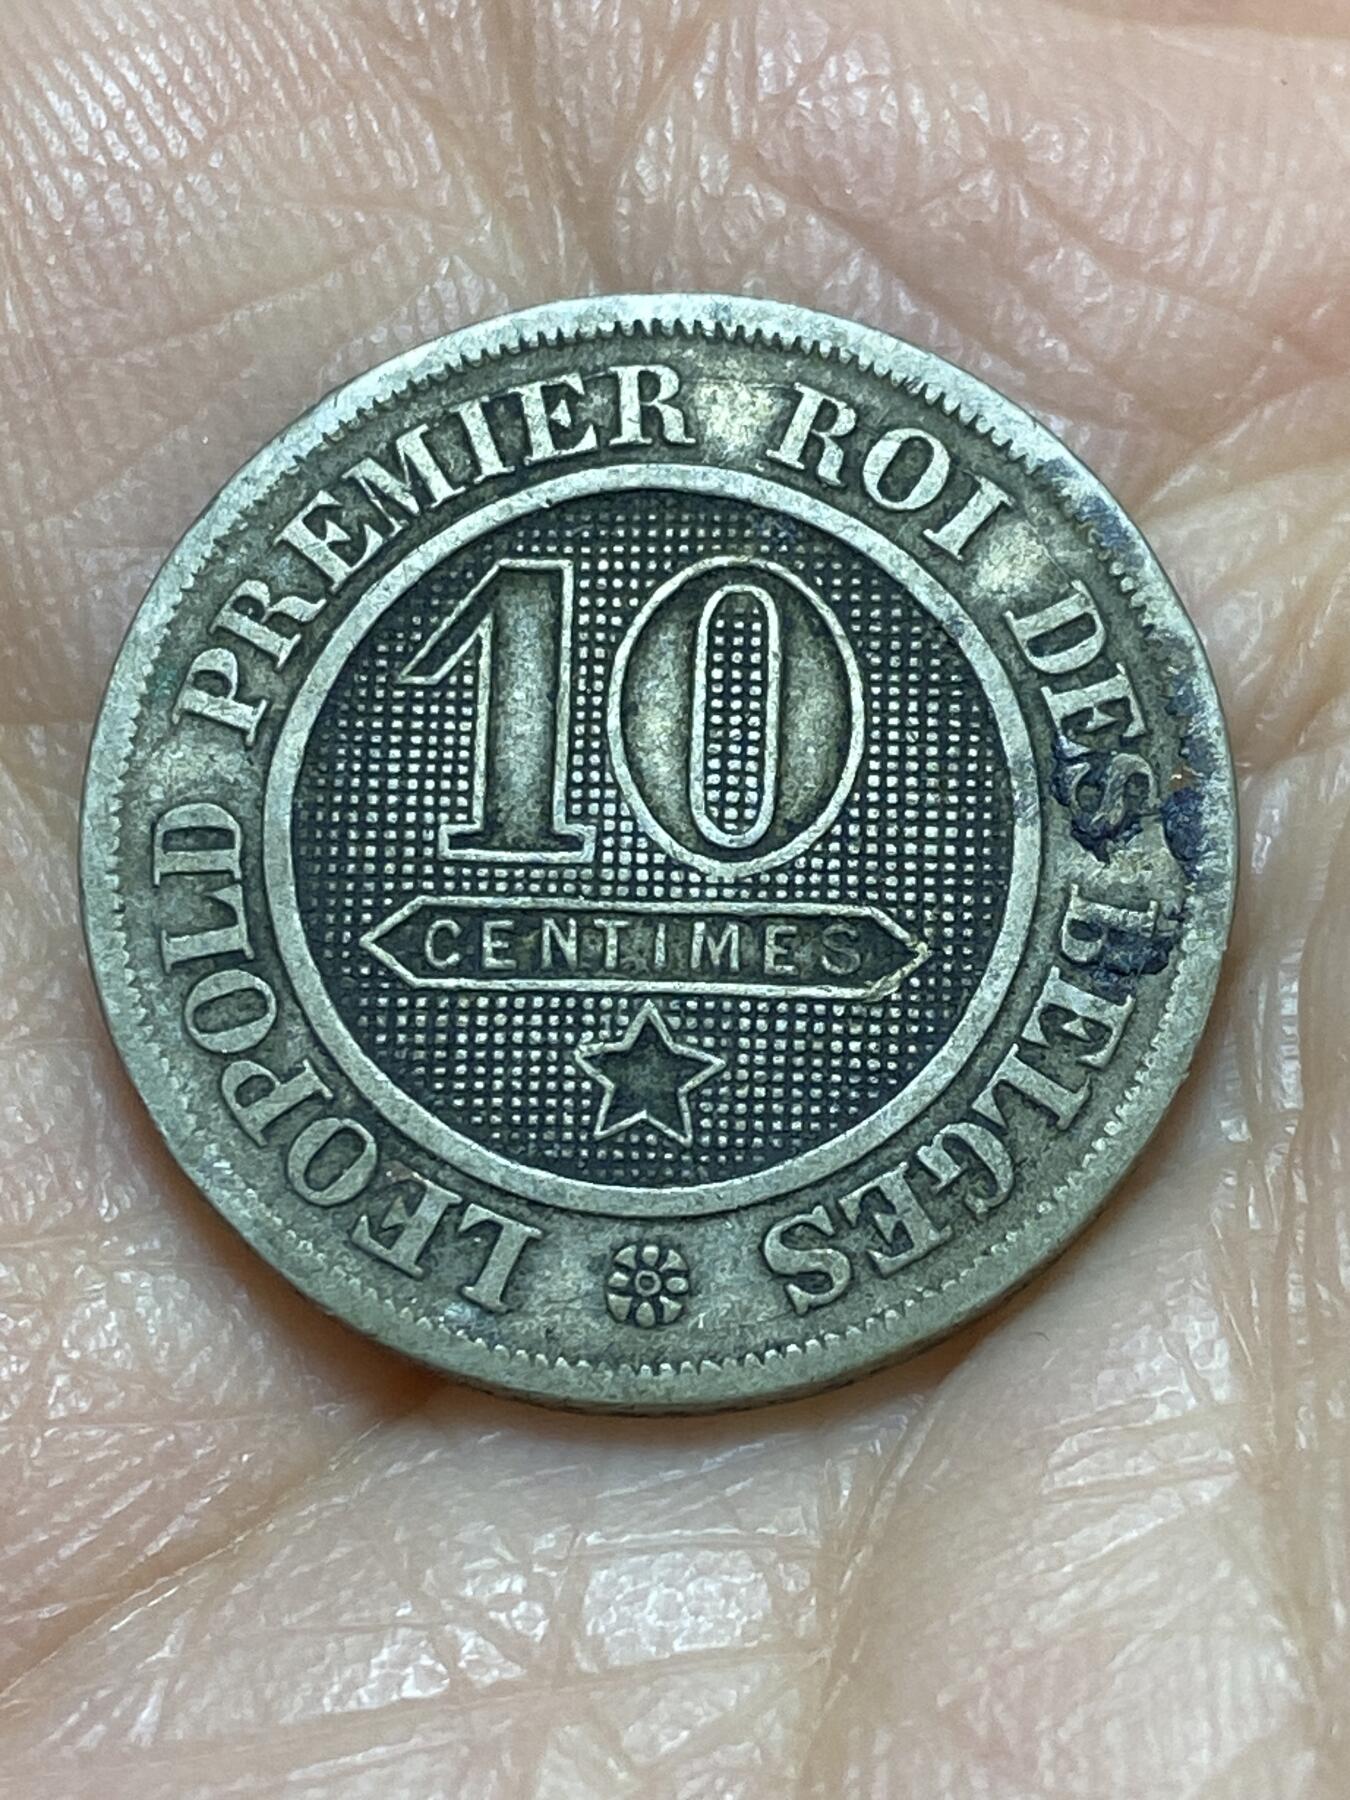 LEOPOLD PREMIER ROI DES BELGES
10
CENTIMES